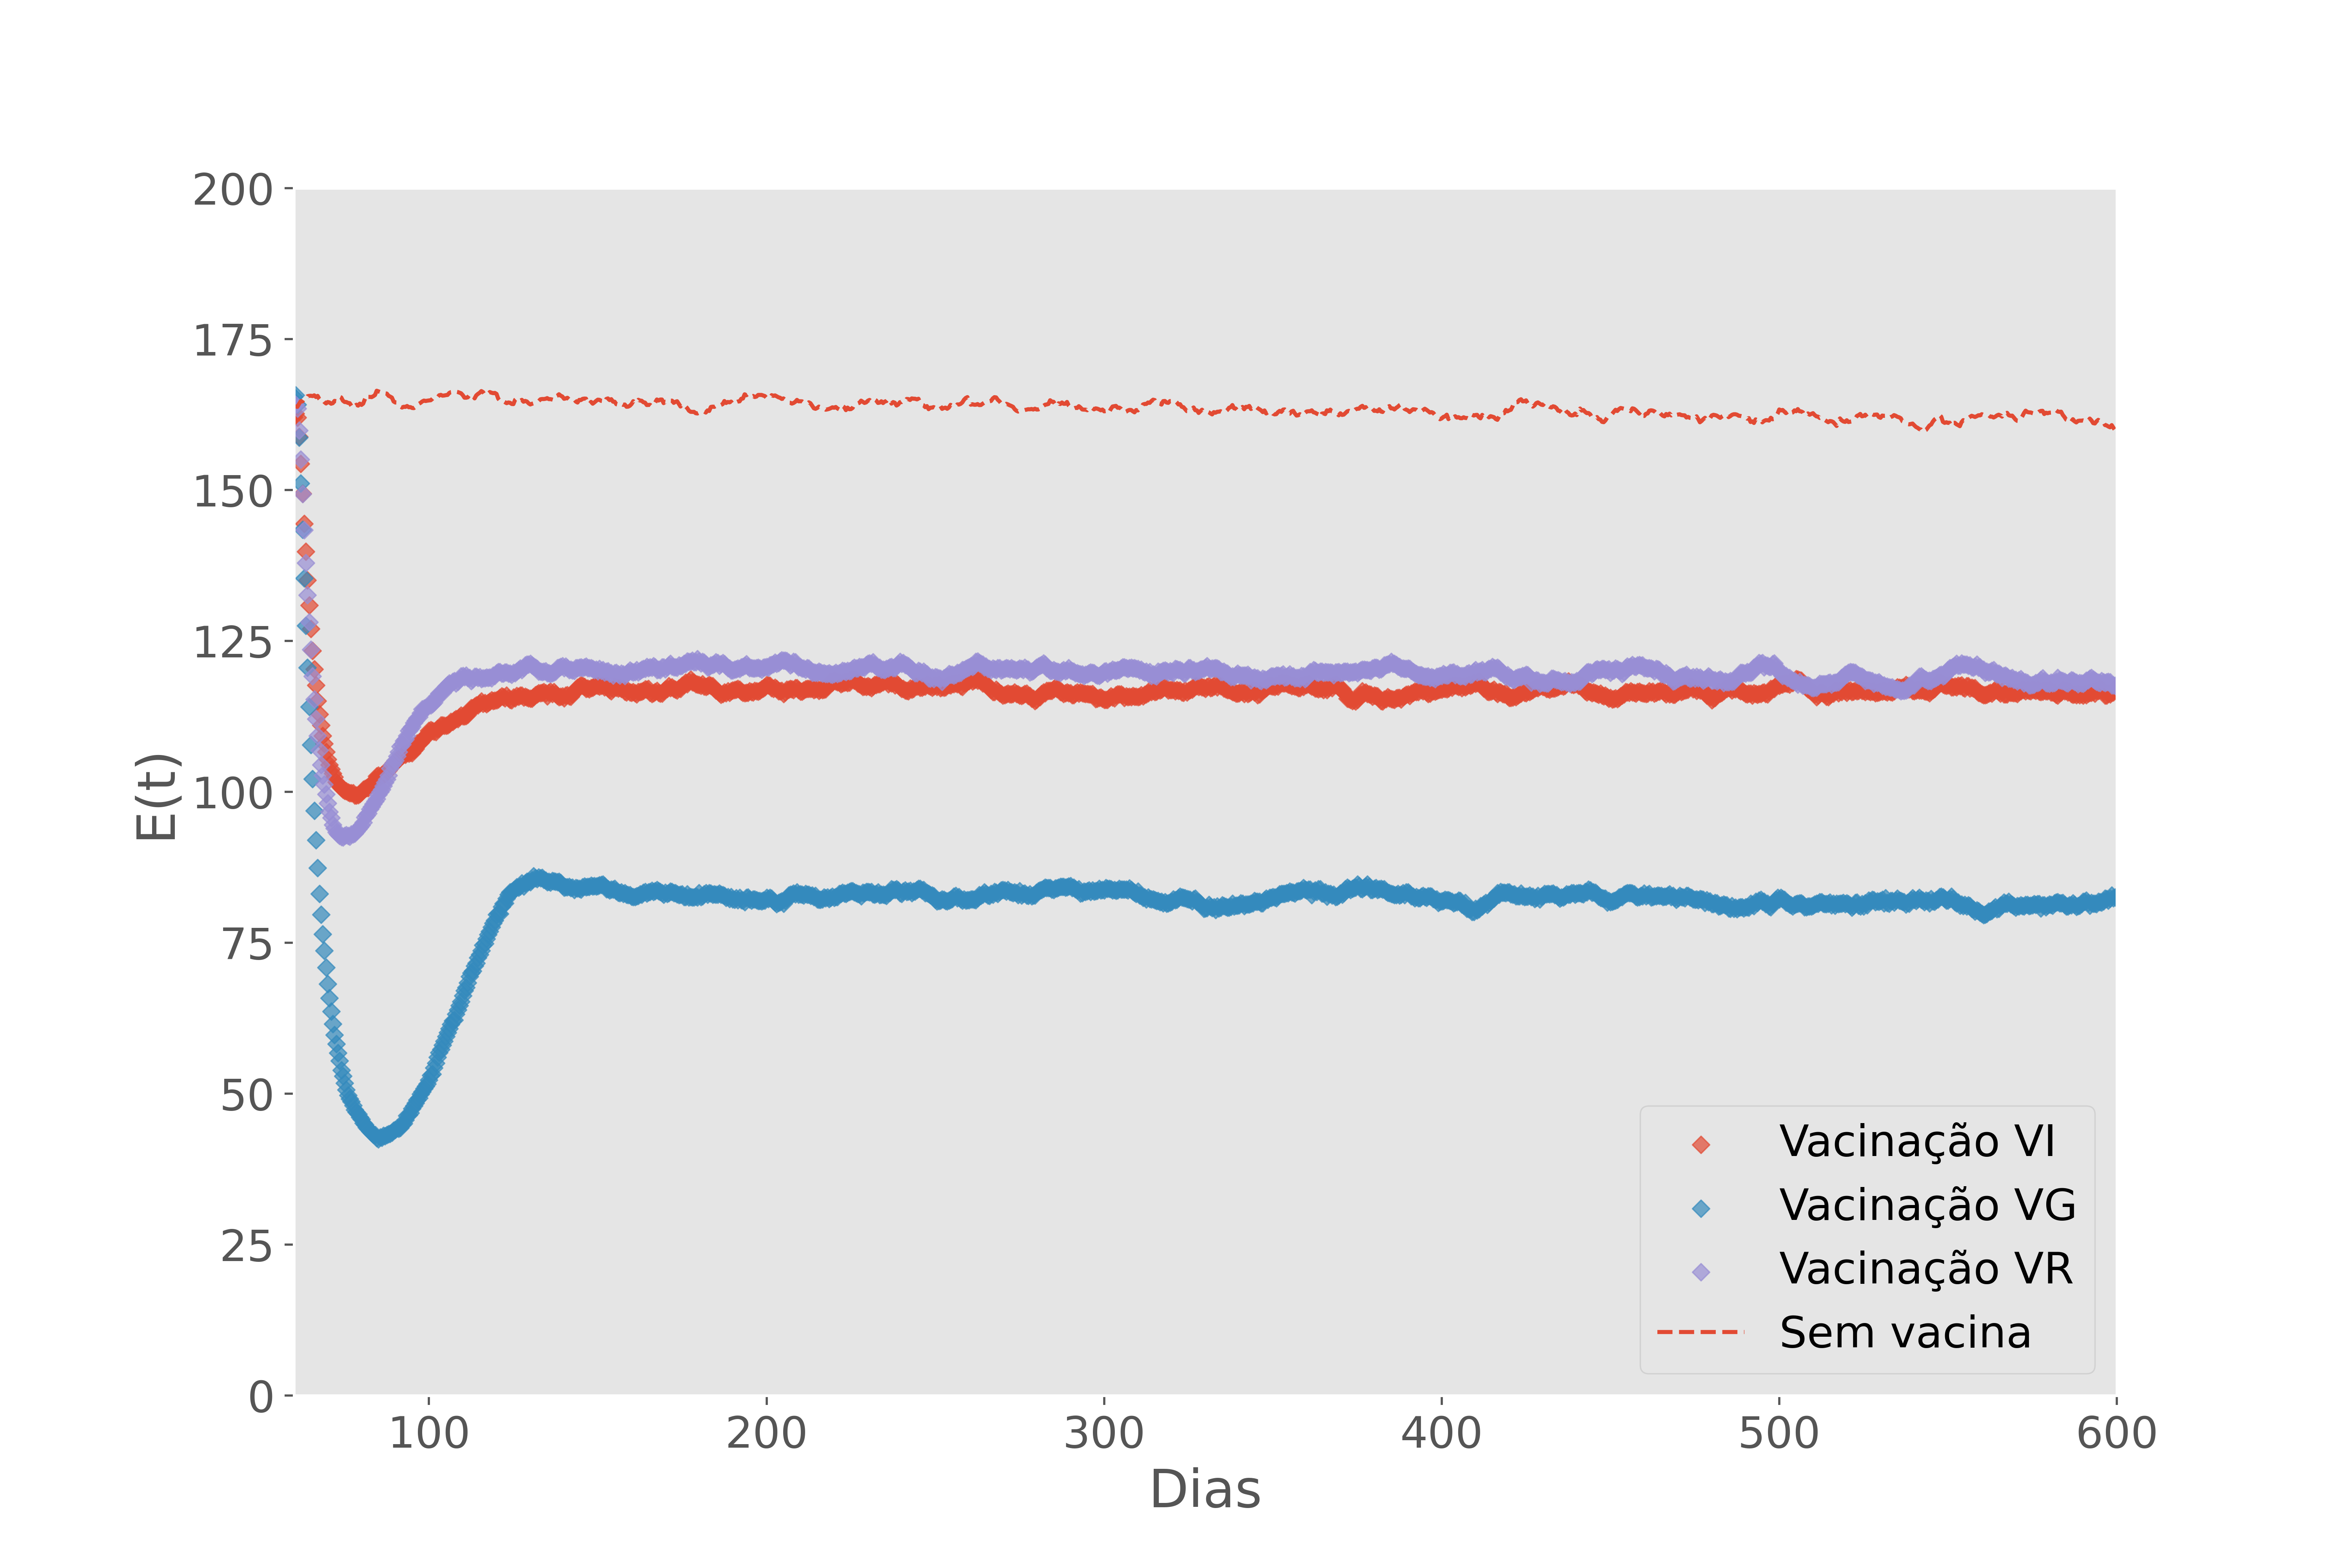 200
175
150
125
100
75
50
25
0
E(t)
100 200 300 400 500 600
Dias
Vacinação VI
Vacinação VG
Vacinação VR
Sem vacina